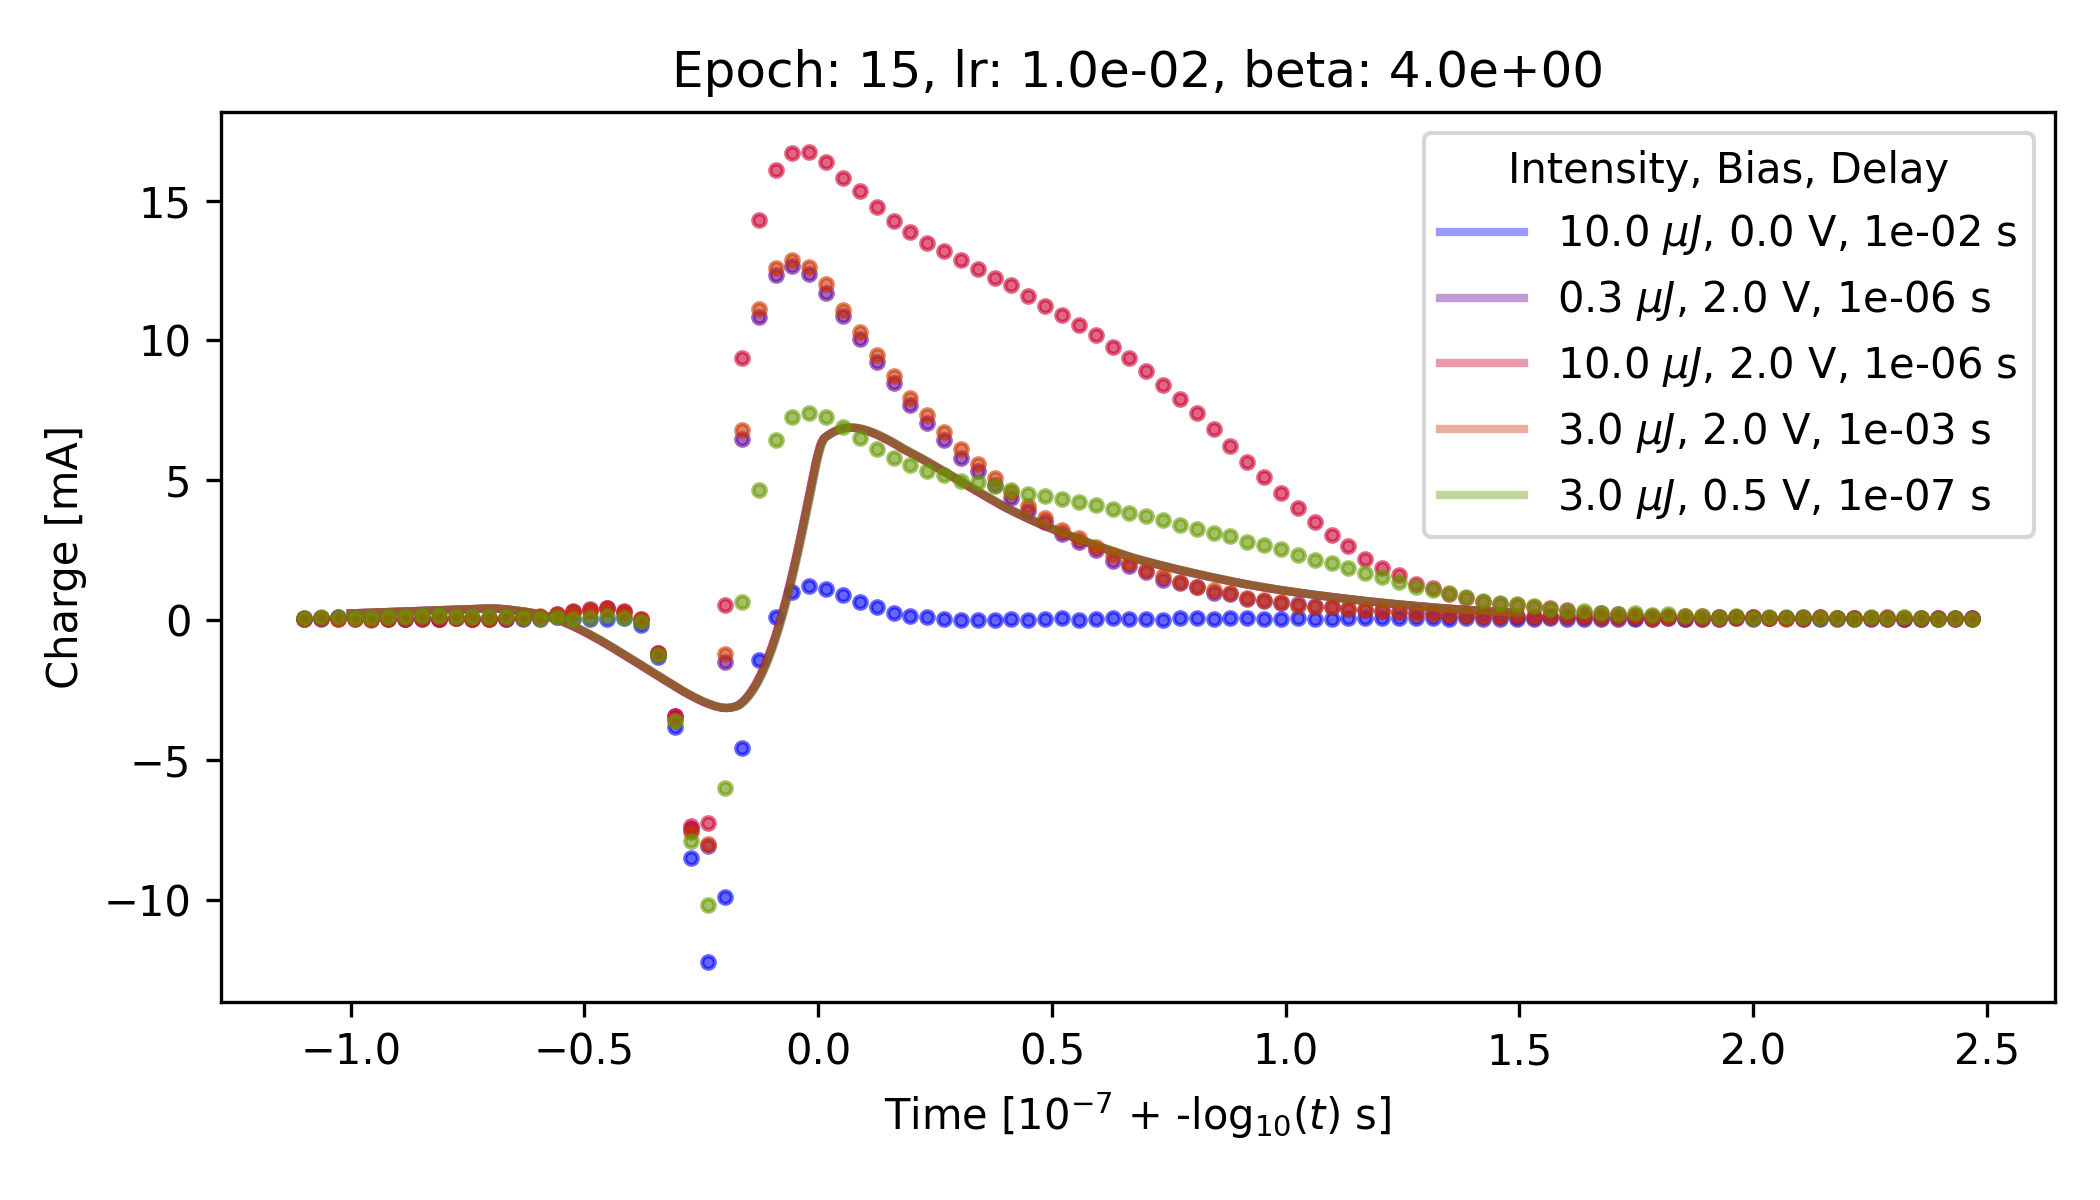 Epoch: 15, lr: 1.0e-02, beta: 4.0e+00
Charge [mA]
15
10
5
0
−5
−10
Intensity, Bias, Delay
10.0 μJ, 0.0 V, 1e-02 s
0.3 μJ, 2.0 V, 1e-06 s
10.0 μJ, 2.0 V, 1e-06 s
3.0 μJ, 2.0 V, 1e-03 s
3.0 μJ, 0.5 V, 1e-07 s
−1.0 −0.5 0.0 0.5 1.0 1.5 2.0 2.5
Time [10⁻⁷ + -log₁₀(t) s]